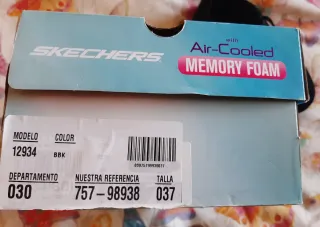 SKECHERS
with
Air-Cooled
MEMORY FOAM
MODELO COLOR
12934 BBK
DEPARTAMENTO NUESTRA REFERENCIA TALLA
030 757-98938 037